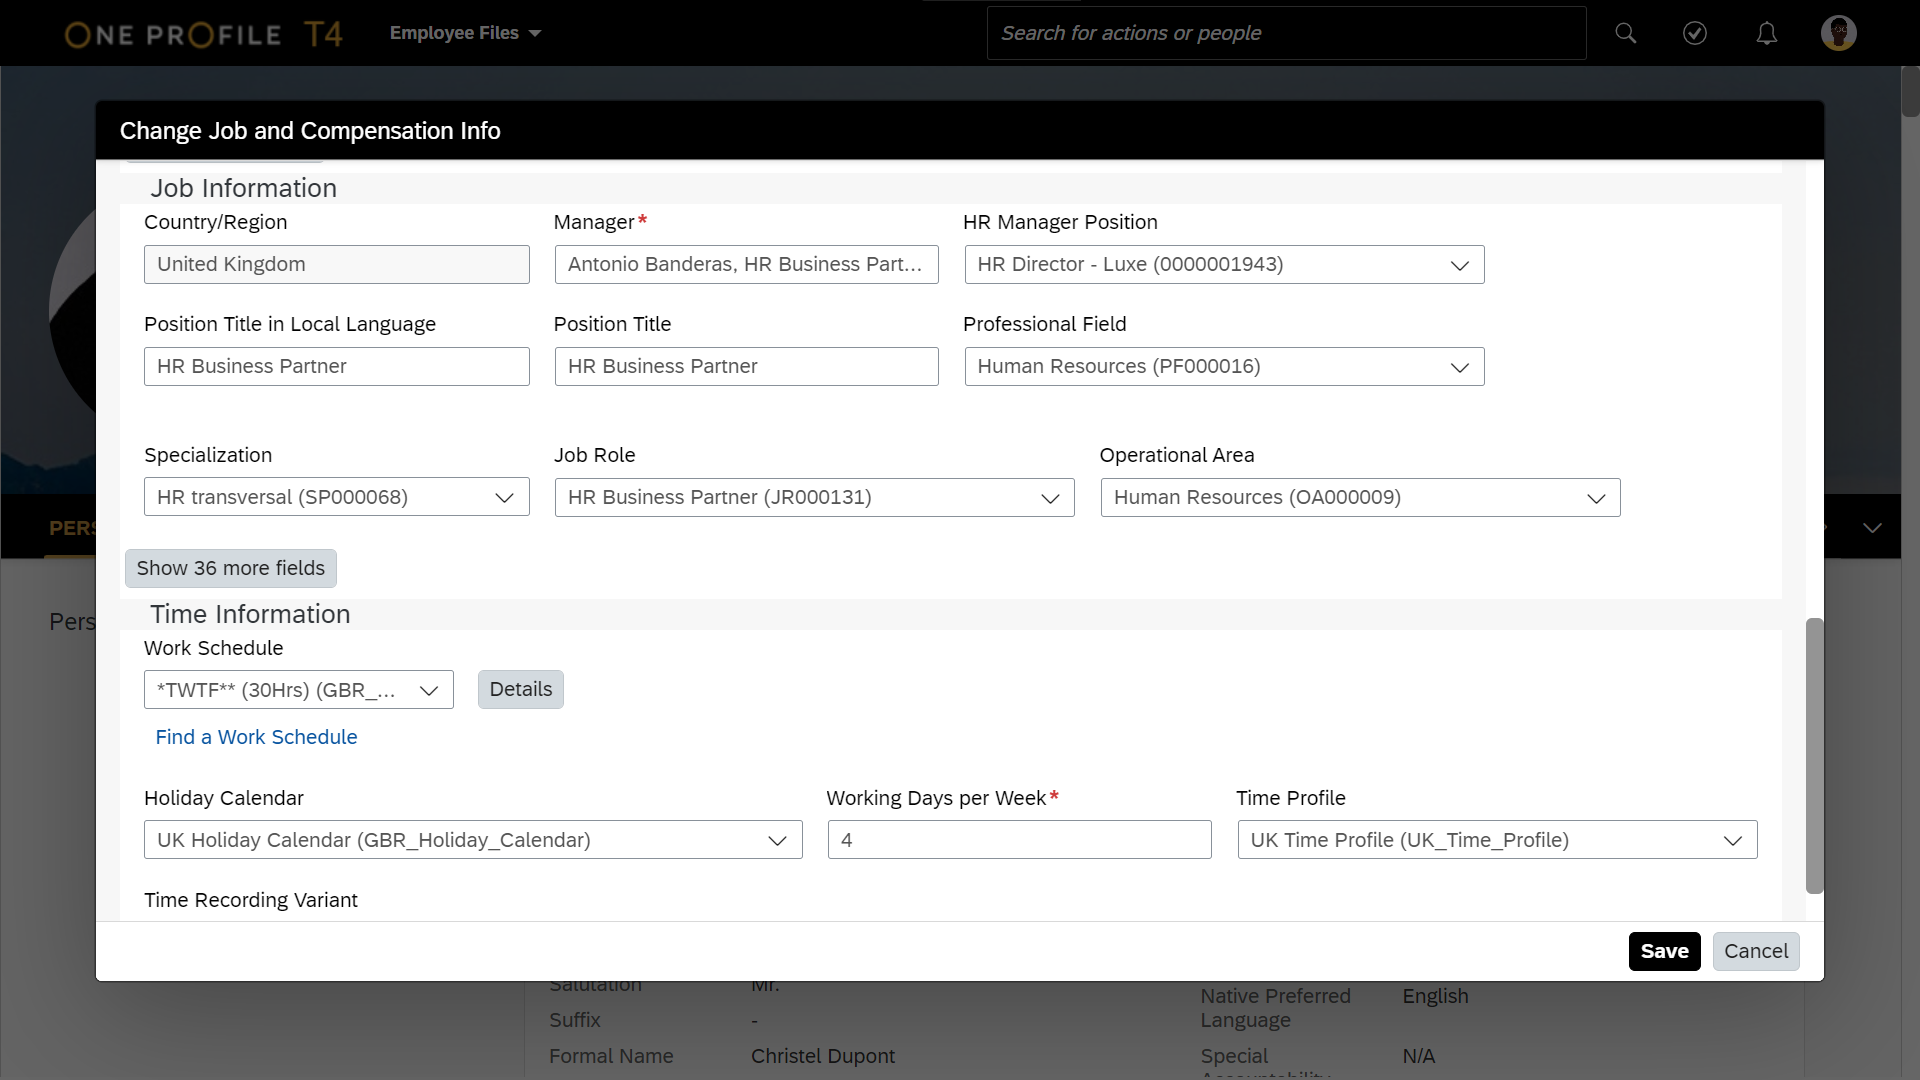 ONE PROFILE T4
Employee Files
Search for actions or people
Change Job and Compensation Info
Job Information
Country/Region
Manager*
HR Manager Position
United Kingdom
Antonio Banderas, HR Business Part...
HR Director - Luxe (0000001943)
Position Title in Local Language
Position Title
Professional Field
HR Business Partner
HR Business Partner
Human Resources (PF000016)
Specialization
Job Role
Operational Area
HR transversal (SP000068)
HR Business Partner (JR000131)
Human Resources (OA000009)
PERS
Show 36 more fields
Time Information
Pers
Work Schedule
*TWTF** (30Hrs) (GBR_...
Details
Find a Work Schedule
Holiday Calendar
Working Days per Week*
Time Profile
UK Holiday Calendar (GBR_Holiday_Calendar)
4
UK Time Profile (UK_Time_Profile)
Time Recording Variant
Save
Cancel
Salutation
Mr.
Native Preferred
Language
English
Suffix
-
Formal Name
Christel Dupont
Special
Accountability
N/A